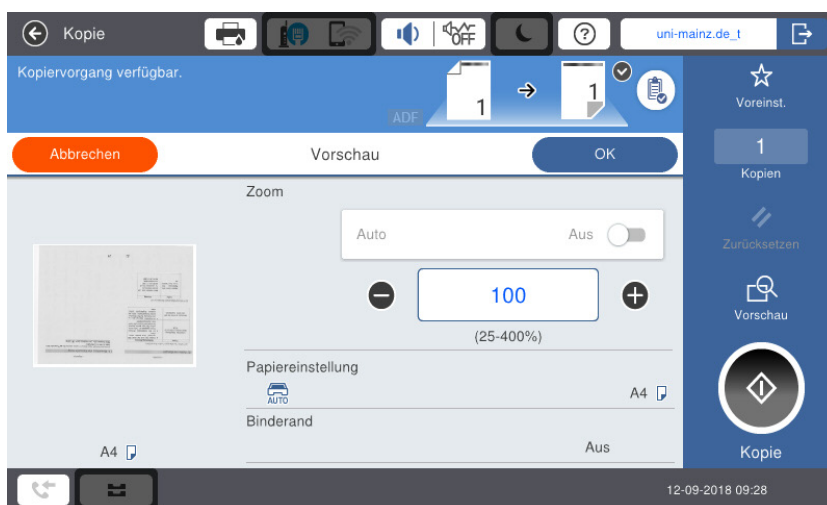 Kopie
OFF
?
uni-mainz.de_t
Kopiervorgang verfügbar.
ADF
1
1
Voreinst.
Abbrechen
Vorschau
OK
1
Kopien
Zoom
Auto
Aus
Zurücksetzen
100
(25-400%)
Vorschau
Papiereinstellung
AUTO
A4
Binderand
Aus
A4
Kopie
12-09-2018 09:28